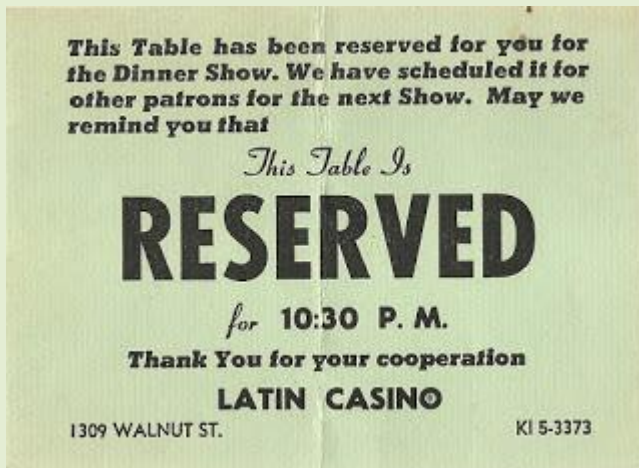 This Table has been reserved for you for
the Dinner Show. We have scheduled it for
other patrons for the next Show. May we
remind you that
This Table Is
RESERVED
for 10:30 P. M.
Thank You for your cooperation
LATIN CASINO
1309 WALNUT ST. KI 5-3373